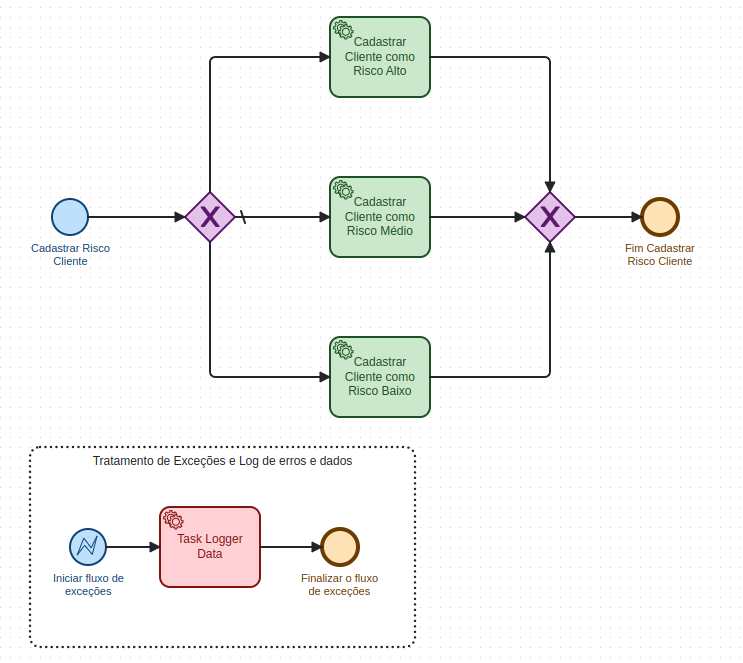 Cadastrar
Cliente como
Risco Alto
Cadastrar
Cliente como
Risco Médio
Cadastrar Risco
Cliente
Fim Cadastrar
Risco Cliente
Cadastrar
Cliente como
Risco Baixo
Tratamento de Exceções e Log de erros e dados
Task Logger
Data
Iniciar fluxo de
exceções
Finalizar o fluxo
de exceções